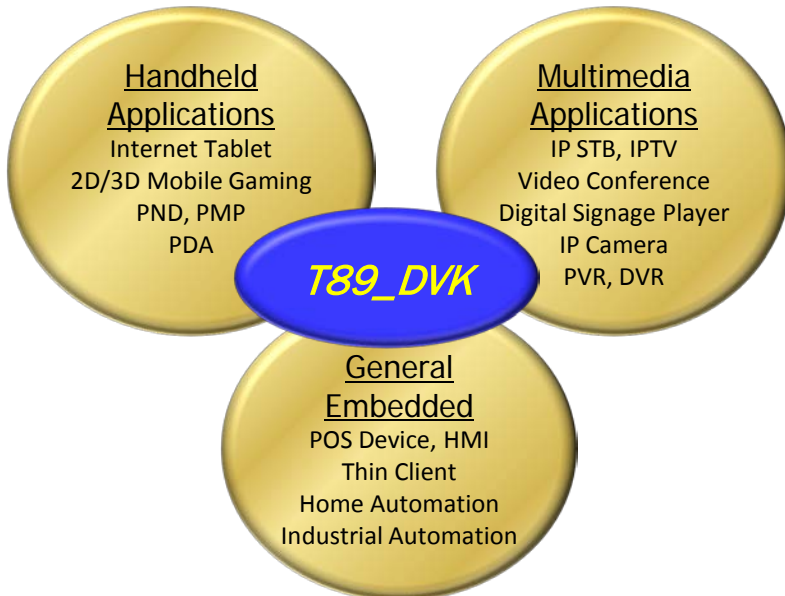 Handheld
Applications
Internet Tablet
2D/3D Mobile Gaming
PND, PMP
PDA
Multimedia
Applications
IP STB, IPTV
Video Conference
Digital Signage Player
IP Camera
PVR, DVR
T89_DVK
General
Embedded
POS Device, HMI
Thin Client
Home Automation
Industrial Automation